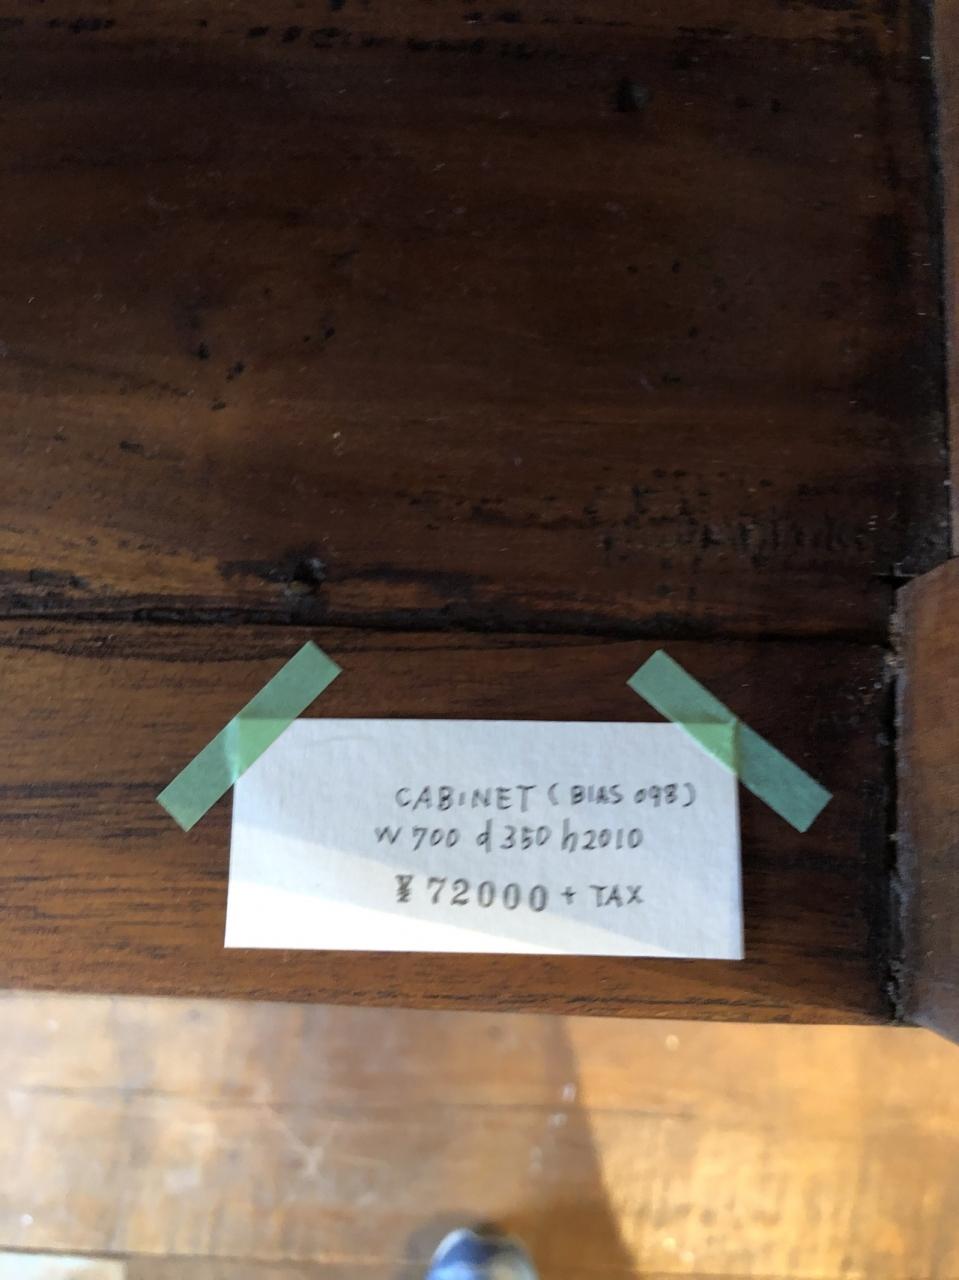 CABINET (BIAS 098)
W 700 d 350 h2010
¥ 72000 + TAX